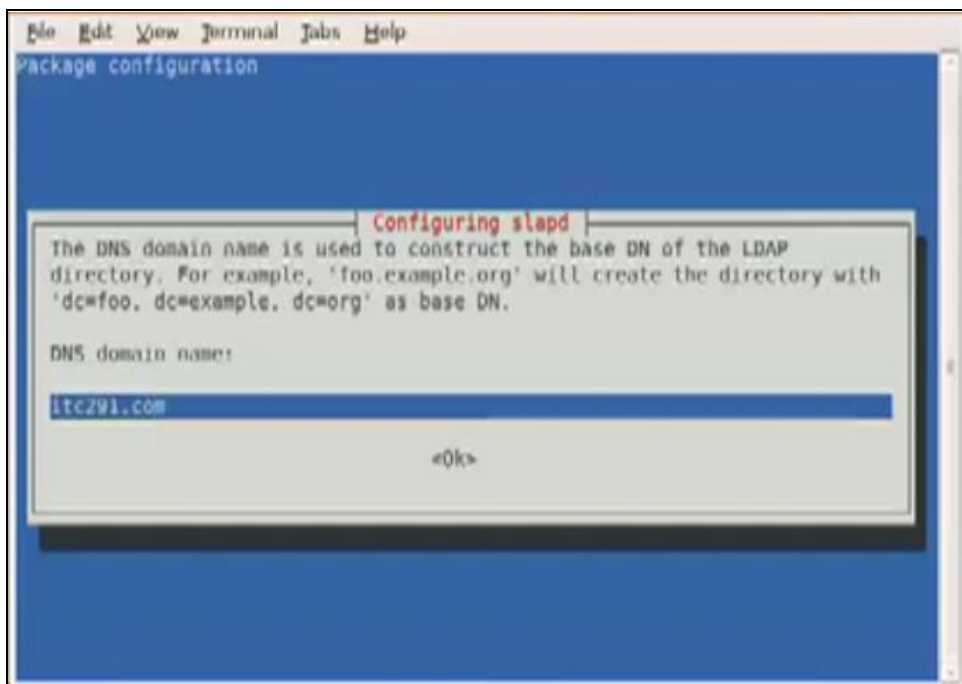 File Edit View Terminal Tabs Help
Package configuration
Configuring slapd
The DNS domain name is used to construct the base DN of the LDAP
directory. For example, 'foo.example.org' will create the directory with
'dc=foo, dc=example, dc=org' as base DN.
DNS domain name:
itc291.com
<Ok>